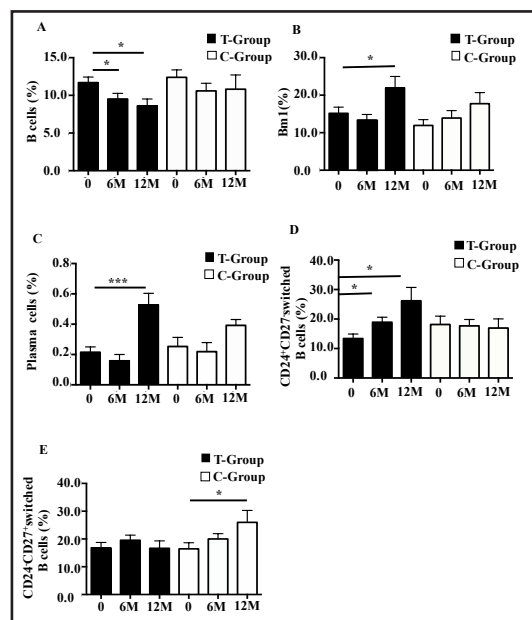 A
T-Group
C-Group
*
*
15.0
10.0
5.0
0.0
B cells (%)
0 6M 12M 0 6M 12M
B
T-Group
C-Group
*
30.0
20.0
10.0
0.0
Bm1(%)
0 6M 12M 0 6M 12M
C
T-Group
C-Group
***
0.8
0.6
0.4
0.2
0.0
Plasma cells (%)
0 6M 12M 0 6M 12M
D
T-Group
C-Group
*
*
40.0
30.0
20.0
10.0
0.0
CD24⁺CD27⁻switched
B cells (%)
0 6M 12M 0 6M 12M
E
T-Group
C-Group
*
40.0
30.0
20.0
10.0
0.0
CD24⁻CD27⁺switched
B cells (%)
0 6M 12M 0 6M 12M